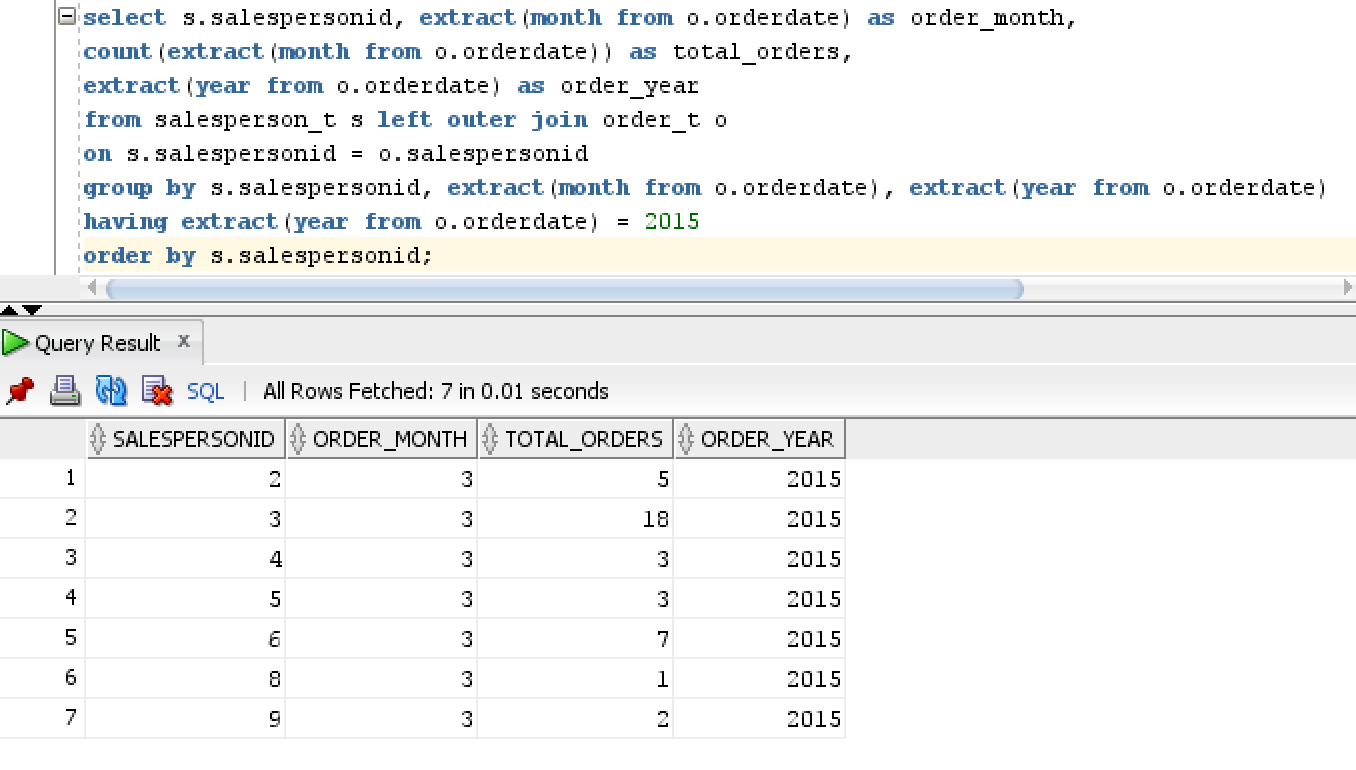 select s.salespersonid, extract(month from o.orderdate) as order_month,
count(extract(month from o.orderdate)) as total_orders,
extract(year from o.orderdate) as order_year
from salesperson_t s left outer join order_t o
on s.salespersonid = o.salespersonid
group by s.salespersonid, extract(month from o.orderdate), extract(year from o.orderdate)
having extract(year from o.orderdate) = 2015
order by s.salespersonid;
Query Result x
SQL | All Rows Fetched: 7 in 0.01 seconds
SALESPERSONID ORDER_MONTH TOTAL_ORDERS ORDER_YEAR
1 2 3 5 2015
2 3 3 18 2015
3 4 3 3 2015
4 5 3 3 2015
5 6 3 7 2015
6 8 3 1 2015
7 9 3 2 2015